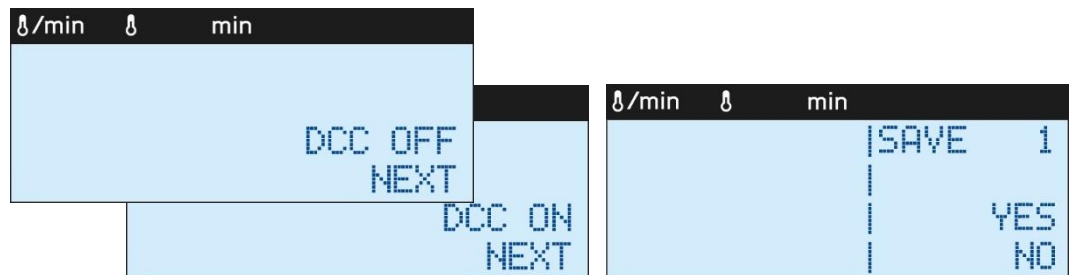 /min min
DCC OFF
NEXT
DCC ON
NEXT
/min min
SAVE 1
YES
NO